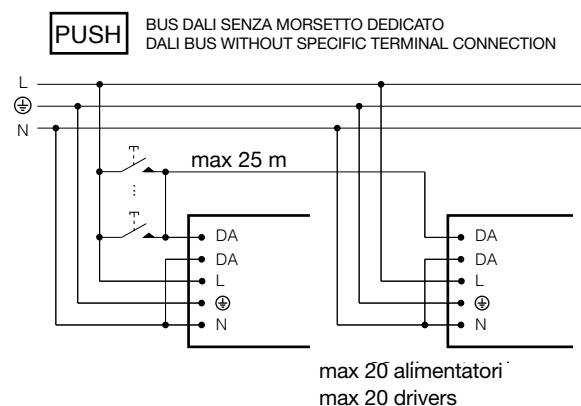 PUSH
BUS DALI SENZA MORSETTO DEDICATO
DALI BUS WITHOUT SPECIFIC TERMINAL CONNECTION
L
N
max 25 m
DA
DA
L
N
DA
DA
L
N
max 20 alimentatori
max 20 drivers